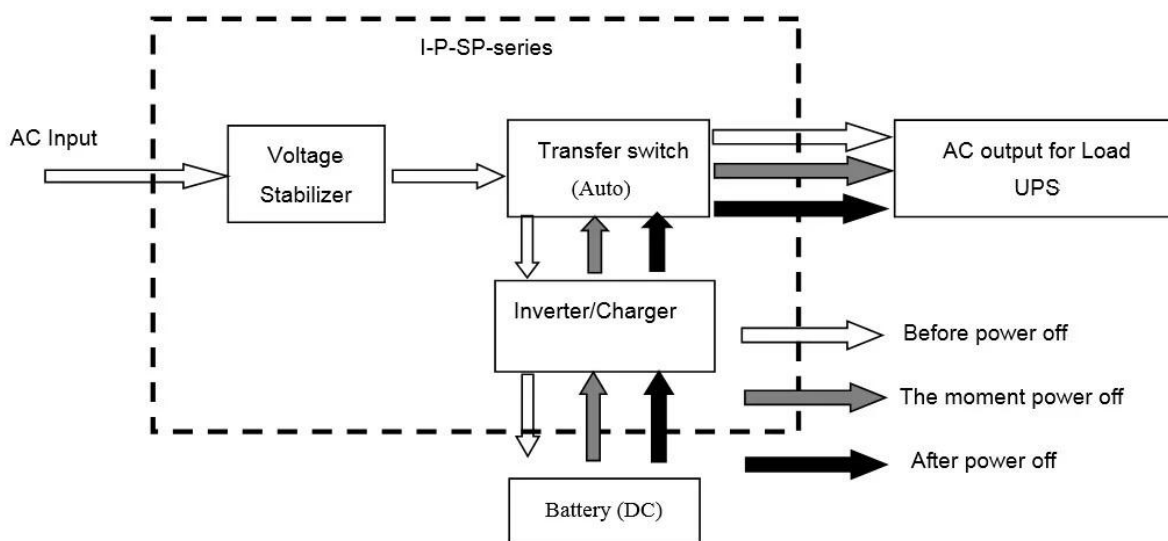 I-P-SP-series
AC Input
Voltage
Stabilizer
Transfer switch
(Auto)
AC output for Load
UPS
Inverter/Charger
Before power off
The moment power off
After power off
Battery (DC)